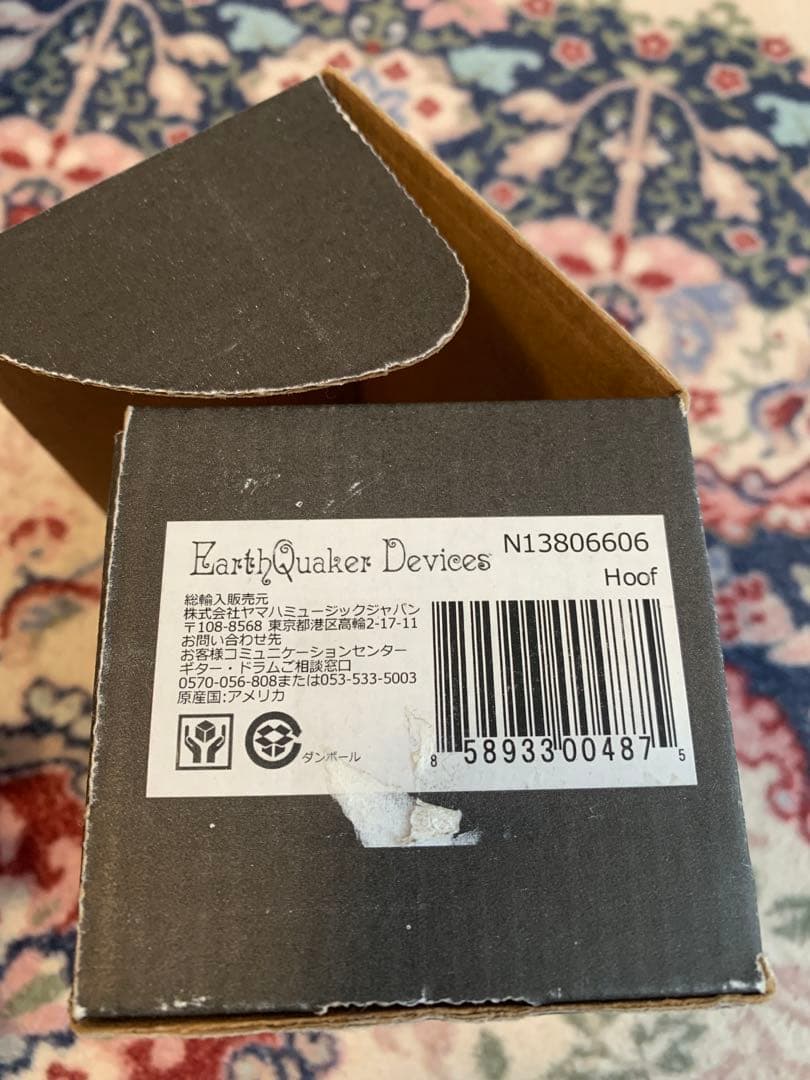 EarthQuaker Devices
N13806606
Hoof
総輸入販売元
株式会社ヤマハミュージックジャパン
〒108-8568 東京都港区高輪2-17-11
お問い合わせ先
お客様コミュニケーションセンター
ギター・ドラムご相談窓口
0570-056-808または053-533-5003
原産国:アメリカ
ダンボール
8 58933 00487 5